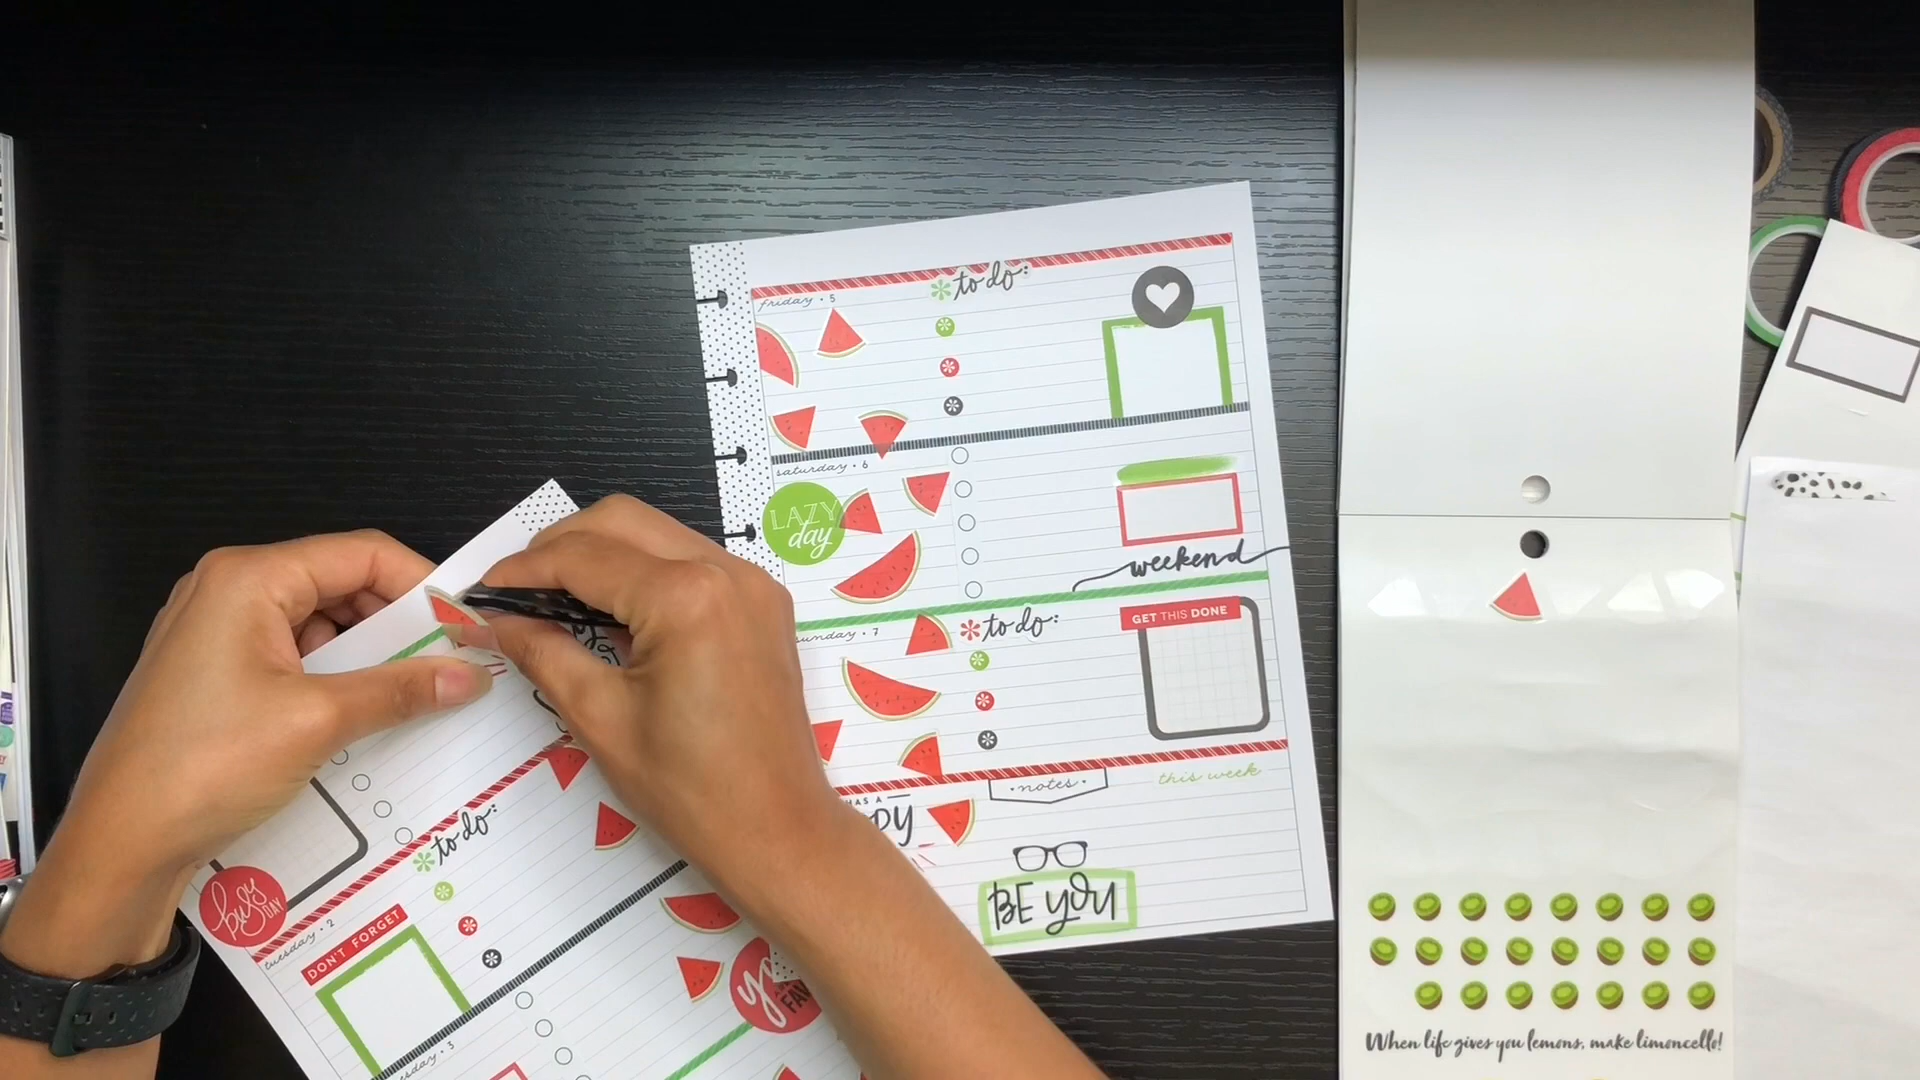 to do:
friday • 5
saturday • 6
LAZY
day
weekend
sunday • 7
to do:
GET THIS DONE
• notes •
this week
HAS A
BE YOU
to do:
busy
DAY
tuesday • 2
DON'T FORGET
When life gives you lemons, make limoncello!